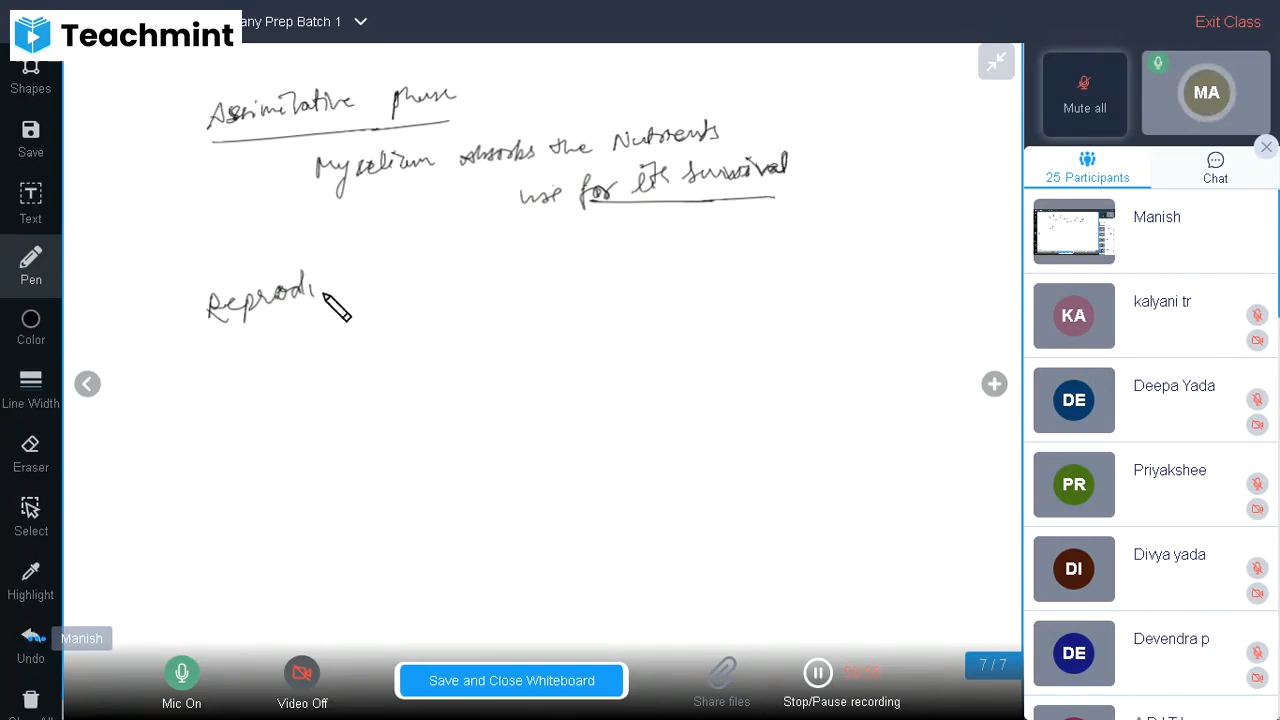 Teachmint
any Prep Batch 1
Exit Class
Shapes
Save
Text
Pen
Color
Line Width
Eraser
Select
Highlight
Undo
Manish
Assimilative phase
Mycelium absorbs the Nutrients
use for its survival
Reprod
MA
Mute all
25 Participants
Chat
Manish
KA
kalyani tr
DE
Deepa Yada
PR
Priyakshee
DI
Divya yada
DE
Devendra p
Mic On
Video Off
Save and Close Whiteboard
Share files
Stop/Pause recording
7 / 7